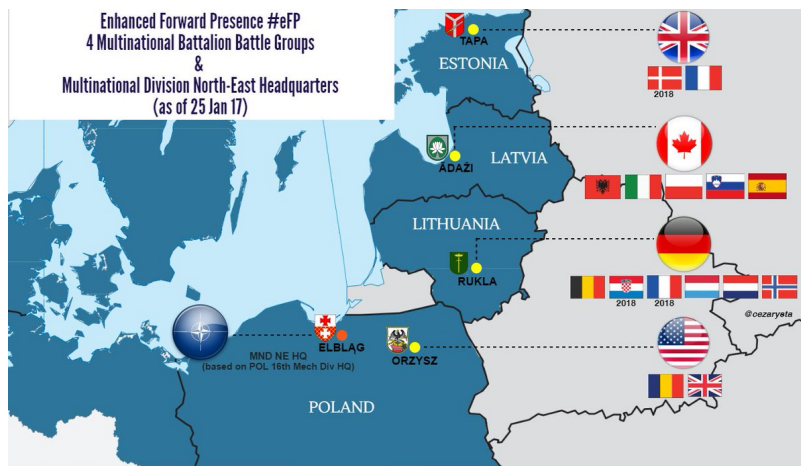 Enhanced Forward Presence #eFP
4 Multinational Battalion Battle Groups
&
Multinational Division North-East Headquarters
(as of 25 Jan 17)
TAPA
ESTONIA
2018
ĀDAŽI
LATVIA
LITHUANIA
RUKLA
2018
2018
@cezarysta
ELBLĄG
MND NE HQ
(based on POL 16th Mech Div HQ)
ORZYSZ
POLAND